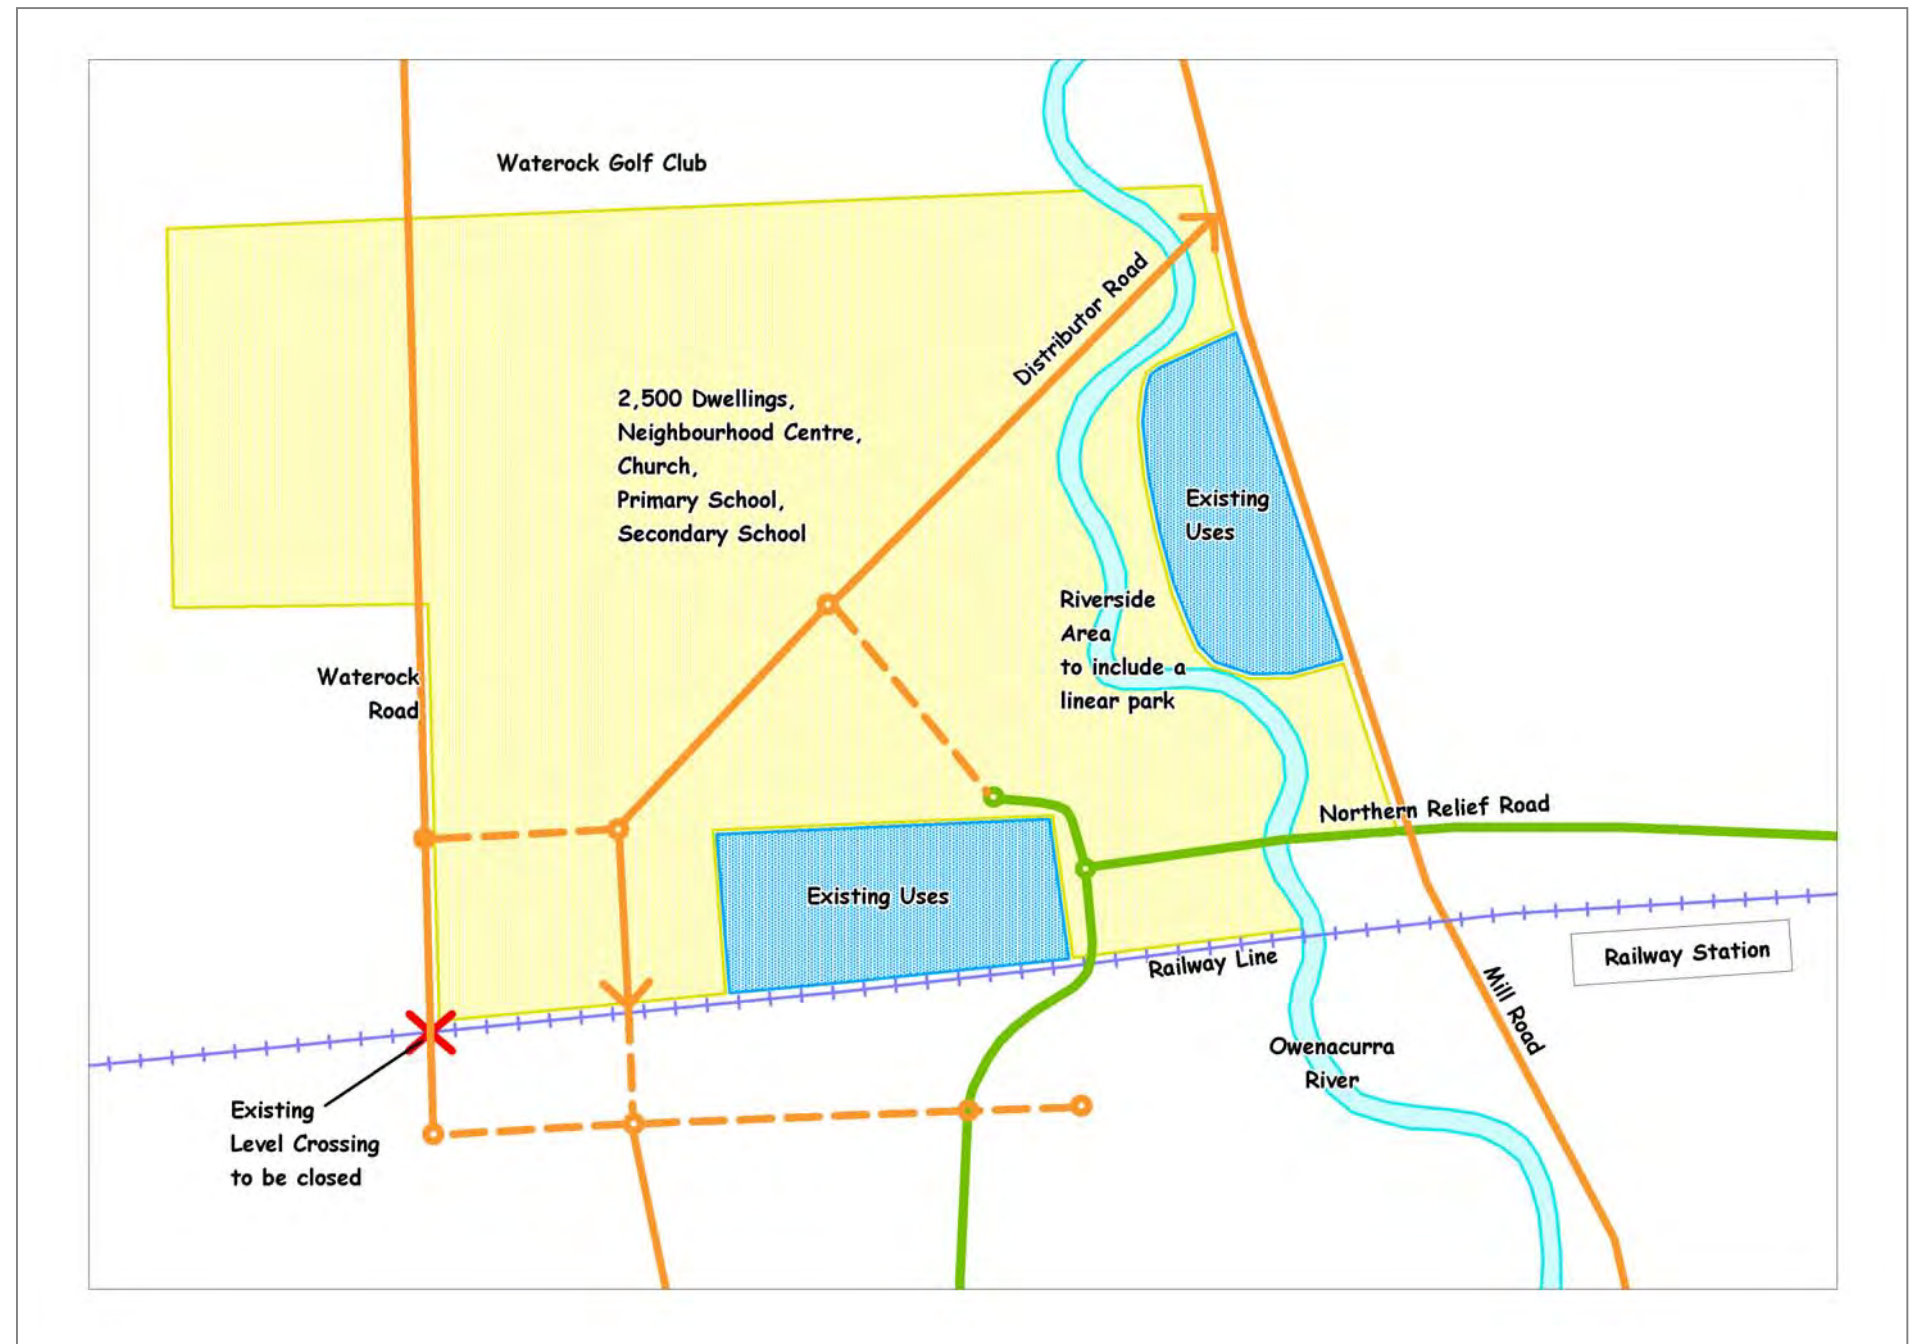 Waterock Golf Club
Distributor Road
2,500 Dwellings,
Neighbourhood Centre,
Church,
Primary School,
Secondary School
Existing
Uses
Riverside
Area
to include a
linear park
Waterock
Road
Northern Relief Road
Existing Uses
Railway Line
Railway Station
Mill Road
Owenacurra
River
Existing
Level Crossing
to be closed